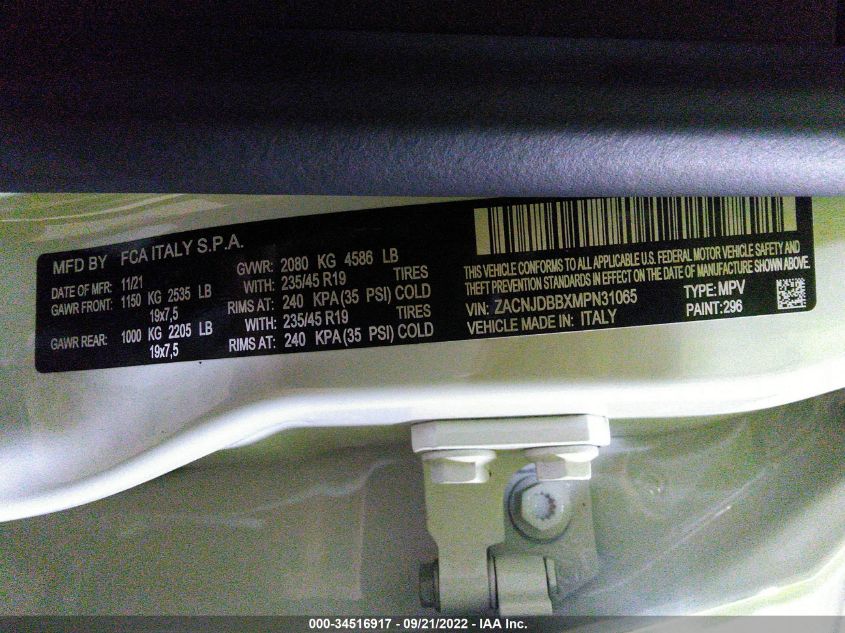 MFD BY FCA ITALY S.P.A.
DATE OF MFR: 11/21 GVWR: 2080 KG 4586 LB
GAWR FRONT: 1150 KG 2535 LB WITH: 235/45 R19 TIRES
19x7,5 RIMS AT: 240 KPA (35 PSI) COLD
GAWR REAR: 1000 KG 2205 LB WITH: 235/45 R19 TIRES
19x7,5 RIMS AT: 240 KPA (35 PSI) COLD
THIS VEHICLE CONFORMS TO ALL APPLICABLE U.S. FEDERAL MOTOR VEHICLE SAFETY AND
THEFT PREVENTION STANDARDS IN EFFECT ON THE DATE OF MANUFACTURE SHOWN ABOVE.
VIN: ZACNJDBBXMPN31065 TYPE: MPV
VEHICLE MADE IN: ITALY PAINT: 296
000-34516917 - 09/21/2022 - IAA Inc.